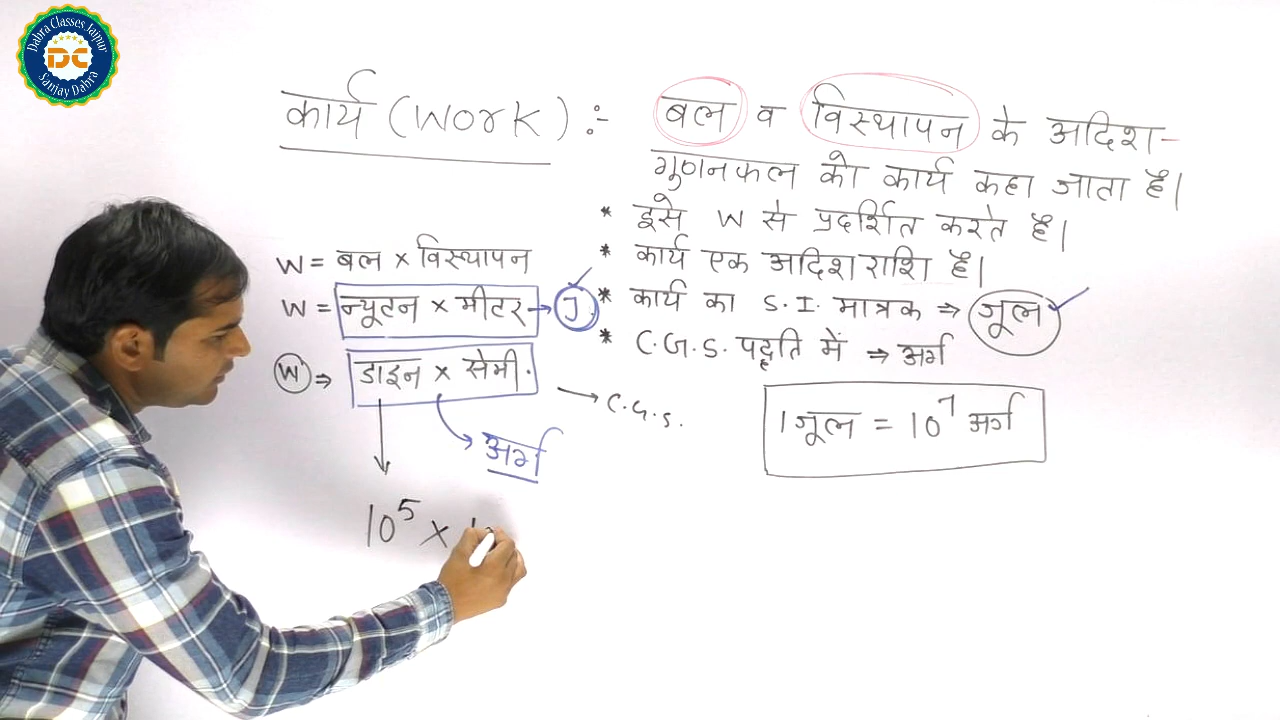 Dabra Classes Jaipur
DC
Sanjay Dabra
कार्य (Work) :- बल व विस्थापन के अदिश-
गुणनफल को कार्य कहा जाता है।
* इसे W से प्रदर्शित करते है।
* कार्य एक अदिश राशि है।
* कार्य का S.I. मात्रक ⇒ जूल
* C.G.S. पद्धति में ⇒ अर्ग
W = बल × विस्थापन
W = न्यूटन × मीटर → J.
W ⇒ डाइन × सेमी.
→ C.G.S.
अर्ग
1 जूल = 10⁷ अर्ग
10⁵ ×